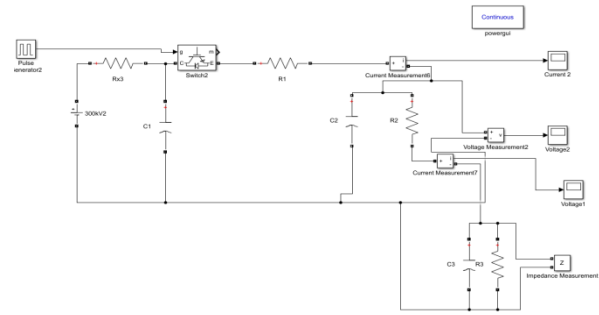 Continuous
powergui
Pulse
enerator2
Rx3
g
m
C
E
Switch2
R1
+
i
-
Current Measurement6
Current 2
300kV2
C1
C2
R2
+
v
-
Voltage Measurement2
Voltage2
+
i
-
Current Measurement7
Voltage1
C3
R3
Z
Impedance Measurement